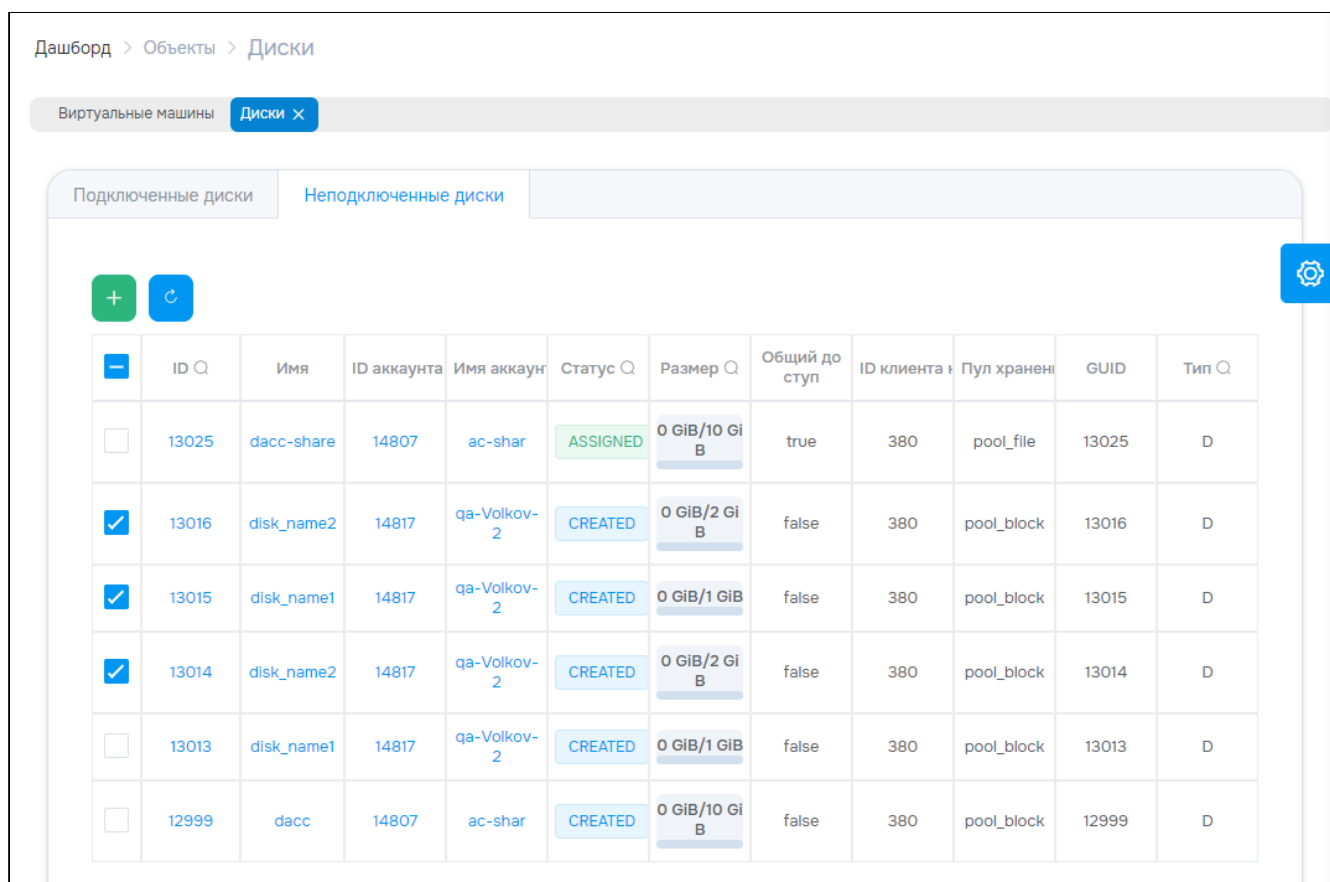 Дашборд > Объекты > Диски
Виртуальные машины Диски ×
Подключенные диски Неподключенные диски
ID Имя ID аккаунта Имя аккаунт Статус Размер Общий до ступ ID клиента Пул хранени GUID Тип
13025 dacc-share 14807 ac-shar ASSIGNED 0 GiB/10 Gi B true 380 pool_file 13025 D
13016 disk_name2 14817 qa-Volkov-2 CREATED 0 GiB/2 Gi B false 380 pool_block 13016 D
13015 disk_name1 14817 qa-Volkov-2 CREATED 0 GiB/1 GiB false 380 pool_block 13015 D
13014 disk_name2 14817 qa-Volkov-2 CREATED 0 GiB/2 Gi B false 380 pool_block 13014 D
13013 disk_name1 14817 qa-Volkov-2 CREATED 0 GiB/1 GiB false 380 pool_block 13013 D
12999 dacc 14807 ac-shar CREATED 0 GiB/10 Gi B false 380 pool_block 12999 D